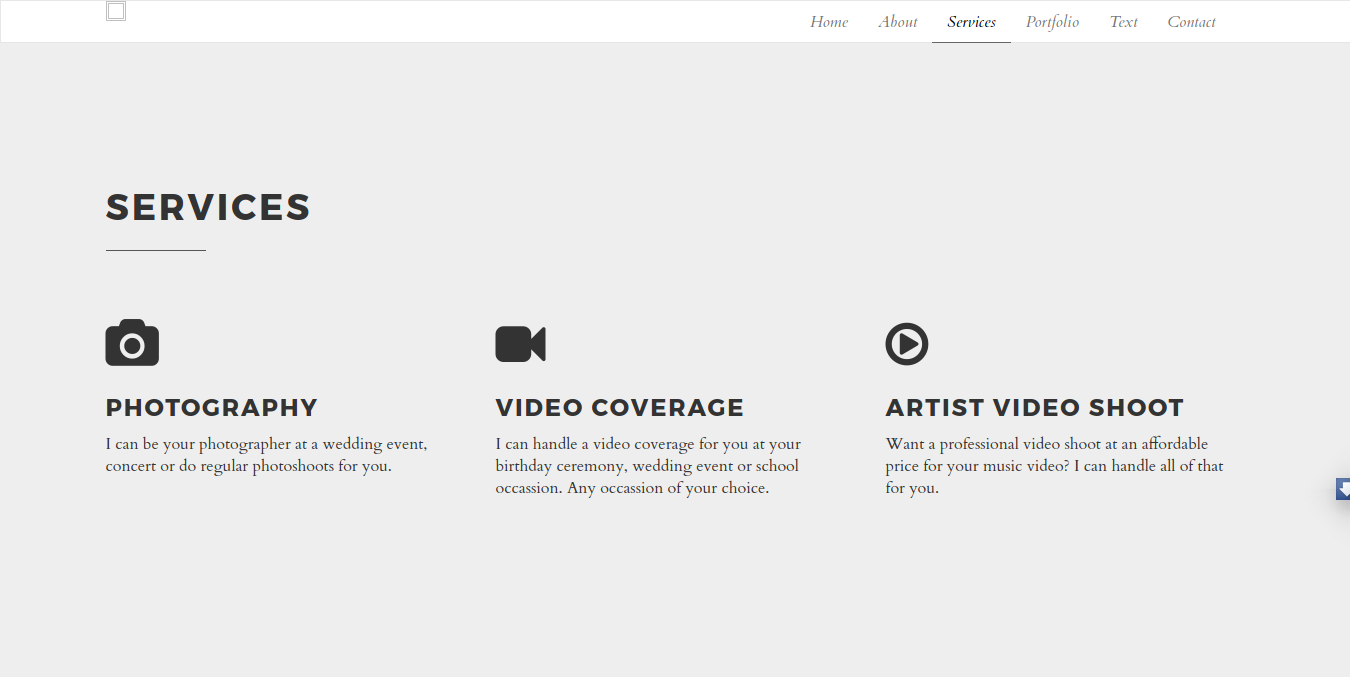 Home About Services Portfolio Text Contact
SERVICES
PHOTOGRAPHY
I can be your photographer at a wedding event,
concert or do regular photoshoots for you.
VIDEO COVERAGE
I can handle a video coverage for you at your
birthday ceremony, wedding event or school
occassion. Any occassion of your choice.
ARTIST VIDEO SHOOT
Want a professional video shoot at an affordable
price for your music video? I can handle all of that
for you.